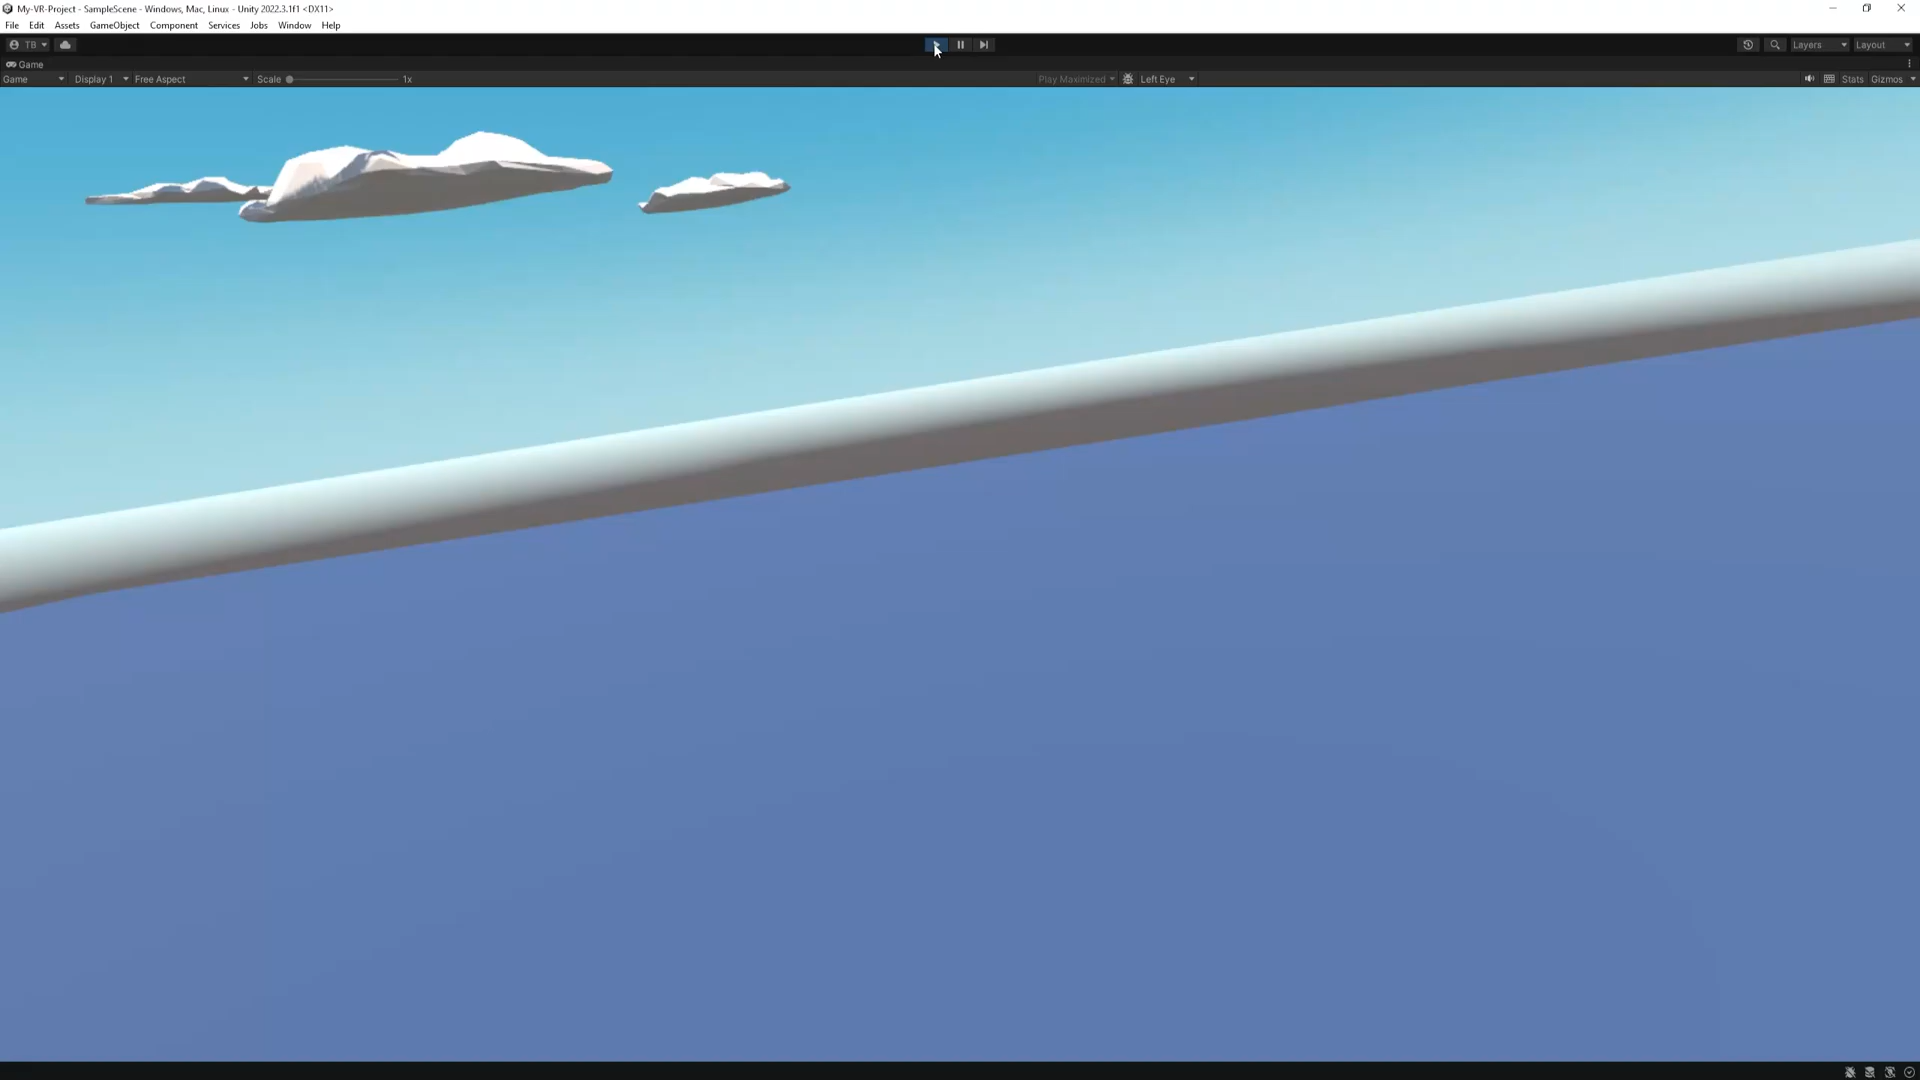 My-VR-Project - SampleScene - Windows, Mac, Linux - Unity 2022.3.1f1 <DX11>
File Edit Assets GameObject Component Services Jobs Window Help
TB Layers Layout
Game
Game Display 1 Free Aspect Scale 1x Play Maximized Left Eye Stats Gizmos